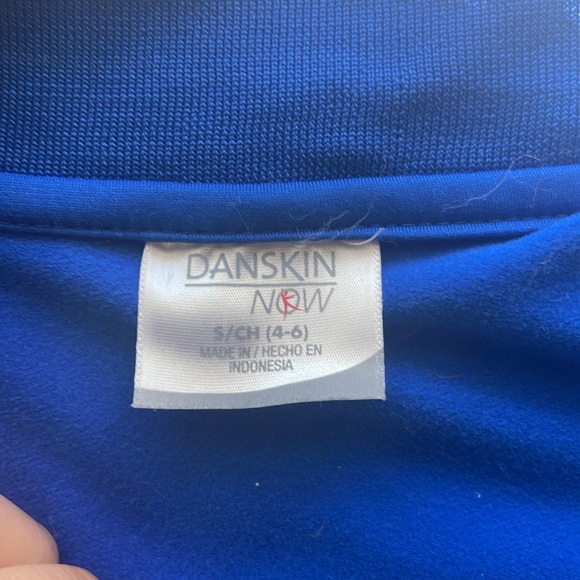 DANSKIN
NOW
S/CH (4-6)
MADE IN / HECHO EN
INDONESIA